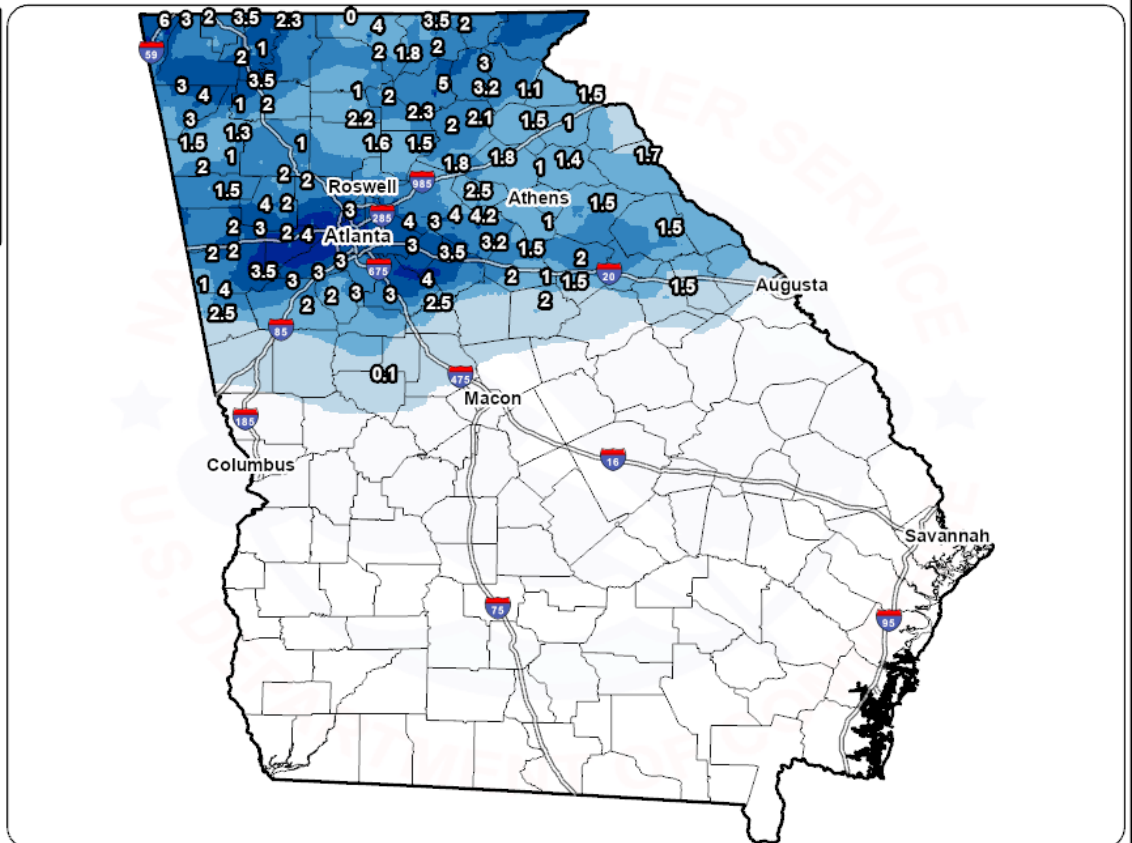 6 3 2 3.5 2.3 0 4 3.5 2
59 2 1 2 1.8 2 3
3 4 3.5 1 2 5 3.2 1.1 1.5
1 2 2.2 2.3 2 2.1 1.5 1
3 1.5 1.3 1 1.6 1.5
2 1 1.8 1.8 1 1.4 1.7
2 2 Roswell 985
1.5 4 2 3 285 2.5 Athens 1.5
2 3 2 4 Atlanta 4 3 4 4.2 1 1.5
2 2 3 3 3.5 3.2 1.5 2
3.5 3 3 675 4 2 1 1.5 20 1.5 Augusta
1 4 2 2 3 3 2.5 2
2.5
85
0.1 475
Macon
185
Columbus
16
Savannah
75
95
NATIONAL WEATHER SERVICE
U.S. DEPARTMENT OF COMMERCE